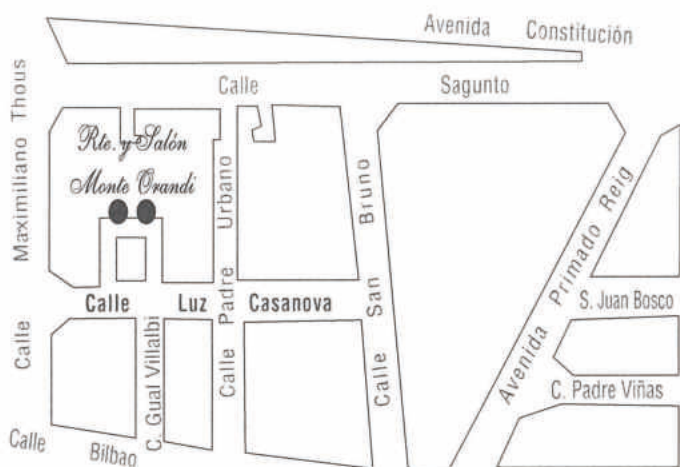 Avenida Constitución
Calle Sagunto
Calle Maximiliano Thous
Rte. y Salón
Monte Orandi
Calle Padre Urbano
Calle San Bruno
Avenida Primado Reig
Calle Luz Casanova
S. Juan Bosco
C. Gual Villalbi
C. Padre Viñas
Calle Bilbao